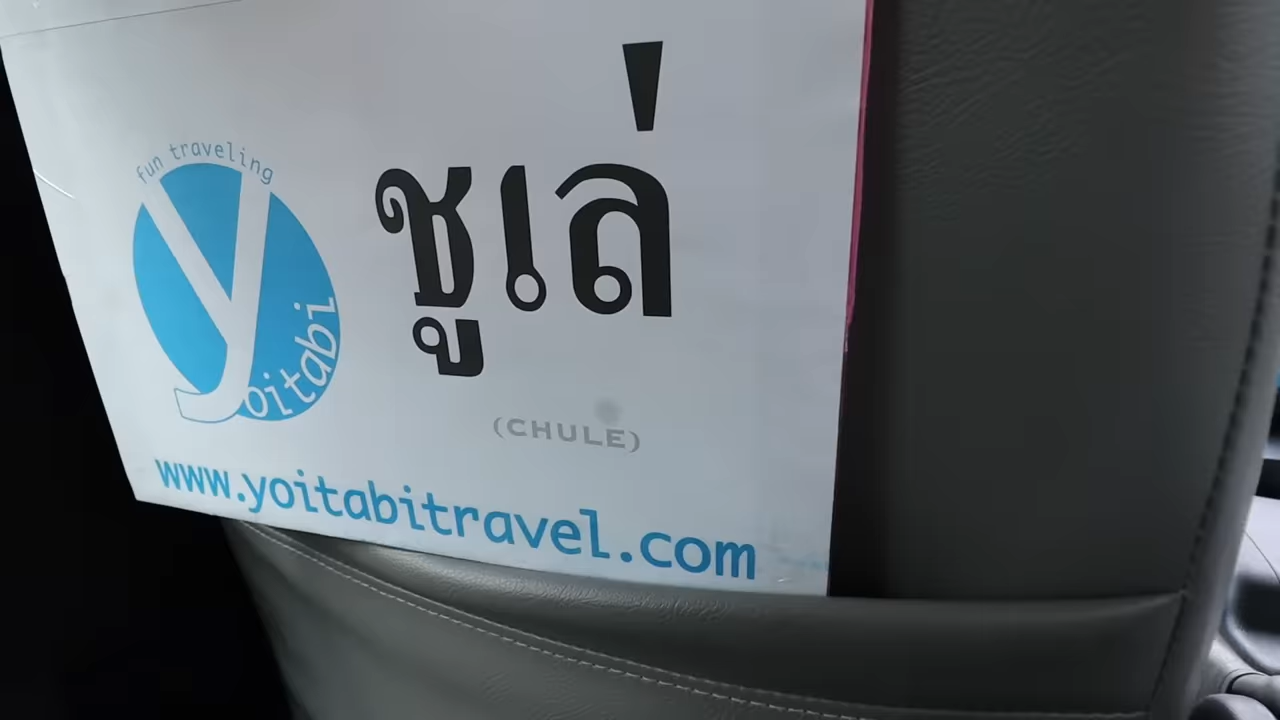 fun traveling
yoitabi
ชูเล่
(CHULE)
www.yoitabitravel.com